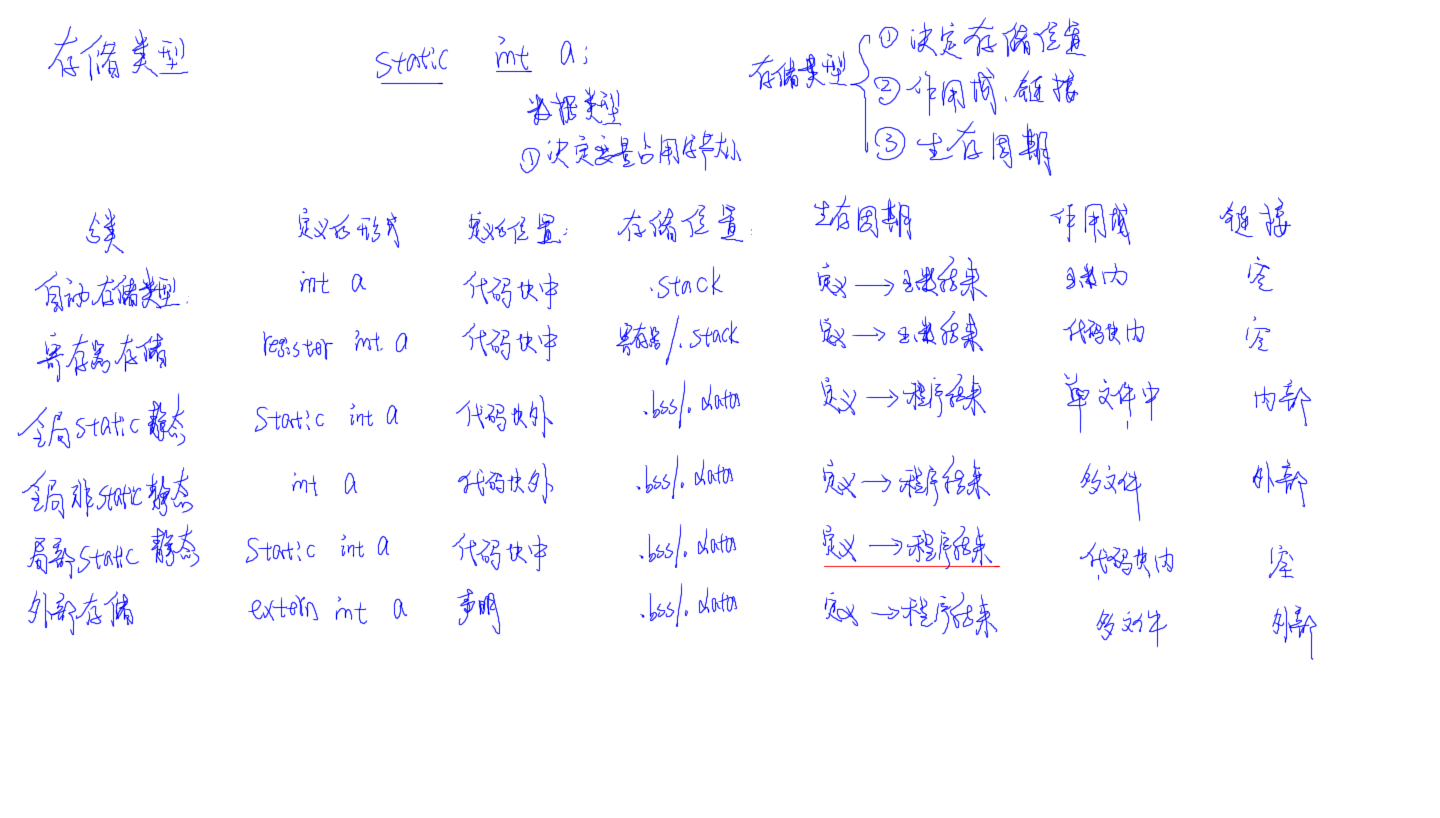 存储类型 static int a; 存储类型 ① 决定存储位置
数据类型 ② 作用域、链接
① 决定变量占用字节大小 ③ 生存周期
分类 定义的形式 定义的位置: 存储位置: 生存周期 作用域 链接
自动存储类型: int a 代码块中 .stack 定义 → 结束 内 空
寄存器存储 register int a 代码块中 寄存器/.stack 定义 → 结束 代码块内 空
全局static静态 static int a 代码块外 .bss/.data 定义 → 程序结束 单文件中 内部
全局非static静态 int a 代码块外 .bss/.data 定义 → 程序结束 多文件 外部
局部static静态 static int a 代码块中 .bss/.data 定义 → 程序结束 代码块内 空
外部存储 extern int a 声明 .bss/.data 定义 → 程序结束 多文件 外部